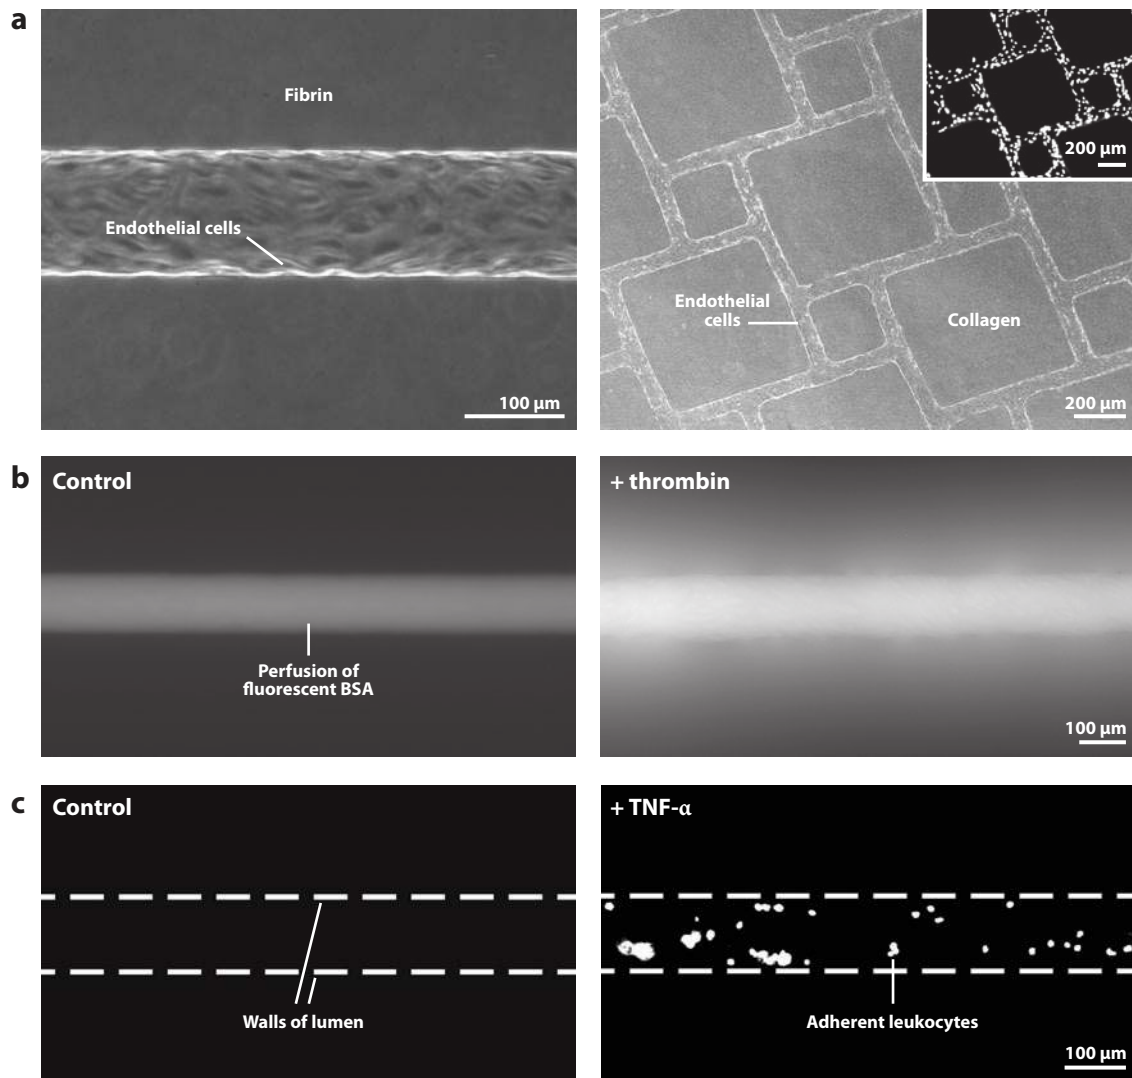 a
Fibrin
Endothelial cells
100 µm
200 µm
Endothelial
cells
Collagen
200 µm
b
Control
Perfusion of
fluorescent BSA
+ thrombin
100 µm
c
Control
Walls of lumen
+ TNF-α
Adherent leukocytes
100 µm